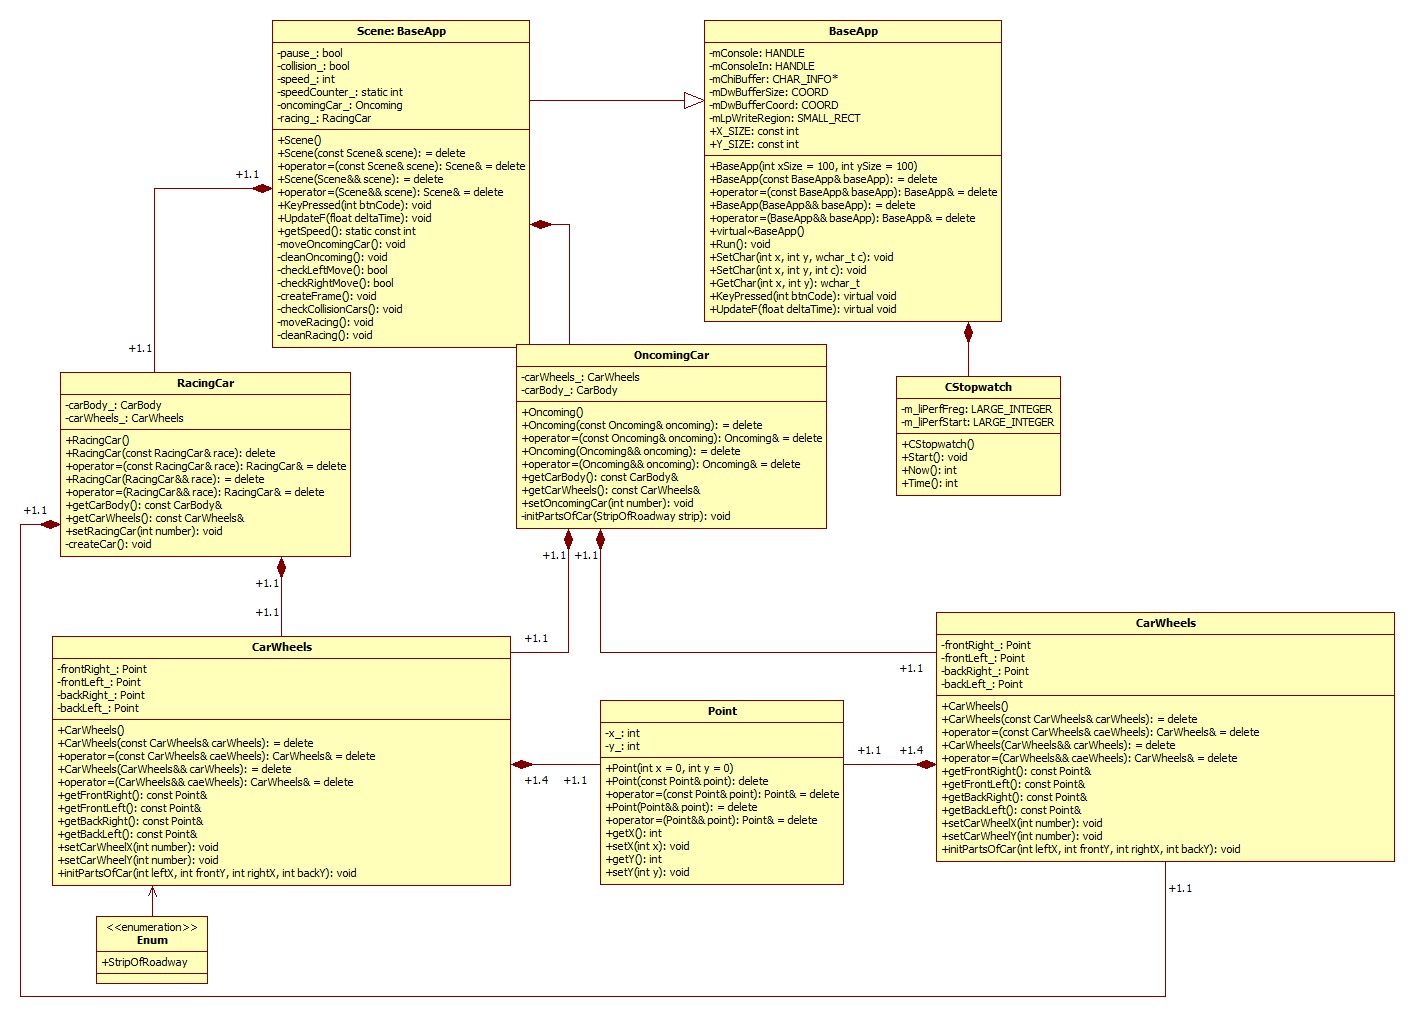 Scene: BaseApp
-pause_: bool
-collision_: bool
-speed_: int
-speedCounter_: static int
-oncomingCar_: Oncoming
-racing_: RacingCar
+Scene()
+Scene(const Scene& scene): = delete
+operator=(const Scene& scene): Scene& = delete
+Scene(Scene&& scene): = delete
+operator=(Scene&& scene): Scene& = delete
+KeyPressed(int btnCode): void
+UpdateF(float deltaTime): void
+getSpeed(): static const int
-moveOncomingCar(): void
-cleanOncoming(): void
-checkLeftMove(): bool
-checkRightMove(): bool
-createFrame(): void
-checkCollisionCars(): void
-moveRacing(): void
-cleanRacing(): void
BaseApp
-mConsole: HANDLE
-mConsoleIn: HANDLE
-mChiBuffer: CHAR_INFO*
-mDwBufferSize: COORD
-mDwBufferCoord: COORD
-mLpWriteRegion: SMALL_RECT
+X_SIZE: const int
+Y_SIZE: const int
+BaseApp(int xSize = 100, int ySize = 100)
+BaseApp(const BaseApp& baseApp): = delete
+operator=(const BaseApp& baseApp): BaseApp& = delete
+BaseApp(BaseApp&& baseApp): = delete
+operator=(BaseApp&& baseApp): BaseApp& = delete
+virtual~BaseApp()
+Run(): void
+SetChar(int x, int y, wchar_t c): void
+SetChar(int x, int y, int c): void
+GetChar(int x, int y): wchar_t
+KeyPressed(int btnCode): virtual void
+UpdateF(float deltaTime): virtual void
+1.1
+1.1
RacingCar
-carBody_: CarBody
-carWheels_: CarWheels
+RacingCar()
+RacingCar(const RacingCar& race): delete
+operator=(const RacingCar& race): RacingCar& = delete
+RacingCar(RacingCar&& race): = delete
+operator=(RacingCar&& race): RacingCar& = delete
+getCarBody(): const CarBody&
+getCarWheels(): const CarWheels&
+setRacingCar(int number): void
-createCar(): void
OncomingCar
-carWheels_: CarWheels
-carBody_: CarBody
+Oncoming()
+Oncoming(const Oncoming& oncoming): = delete
+operator=(const Oncoming& oncoming): Oncoming& = delete
+Oncoming(Oncoming&& oncoming): = delete
+operator=(Oncoming&& oncoming): Oncoming& = delete
+getCarBody(): const CarBody&
+getCarWheels(): const CarWheels&
+setOncomingCar(int number): void
-initPartsOfCar(StripOfRoadway strip): void
CStopwatch
-m_liPerfFreg: LARGE_INTEGER
-m_liPerfStart: LARGE_INTEGER
+CStopwatch()
+Start(): void
+Now(): int
+Time(): int
+1.1
+1.1
+1.1
+1.1
+1.1
+1.1
+1.1
CarWheels
-frontRight_: Point
-frontLeft_: Point
-backRight_: Point
-backLeft_: Point
+CarWheels()
+CarWheels(const CarWheels& carWheels): = delete
+operator=(const CarWheels& caeWheels): CarWheels& = delete
+CarWheels(CarWheels&& carWheels): = delete
+operator=(CarWheels&& caeWheels): CarWheels& = delete
+getFrontRight(): const Point&
+getFrontLeft(): const Point&
+getBackRight(): const Point&
+getBackLeft(): const Point&
+setCarWheelX(int number): void
+setCarWheelY(int number): void
+initPartsOfCar(int leftX, int frontY, int rightX, int backY): void
+1.4
+1.1
Point
-x_: int
-y_: int
+Point(int x = 0, int y = 0)
+Point(const Point& point): delete
+operator=(const Point& point): Point& = delete
+Point(Point&& point): = delete
+operator=(Point&& point): Point& = delete
+getX(): int
+setX(int x): void
+getY(): int
+setY(int y): void
+1.1
+1.4
CarWheels
-frontRight_: Point
-frontLeft_: Point
-backRight_: Point
-backLeft_: Point
+CarWheels()
+CarWheels(const CarWheels& carWheels): = delete
+operator=(const CarWheels& caeWheels): CarWheels& = delete
+CarWheels(CarWheels&& carWheels): = delete
+operator=(CarWheels&& caeWheels): CarWheels& = delete
+getFrontRight(): const Point&
+getFrontLeft(): const Point&
+getBackRight(): const Point&
+getBackLeft(): const Point&
+setCarWheelX(int number): void
+setCarWheelY(int number): void
+initPartsOfCar(int leftX, int frontY, int rightX, int backY): void
+1.1
<<enumeration>>
Enum
+StripOfRoadway